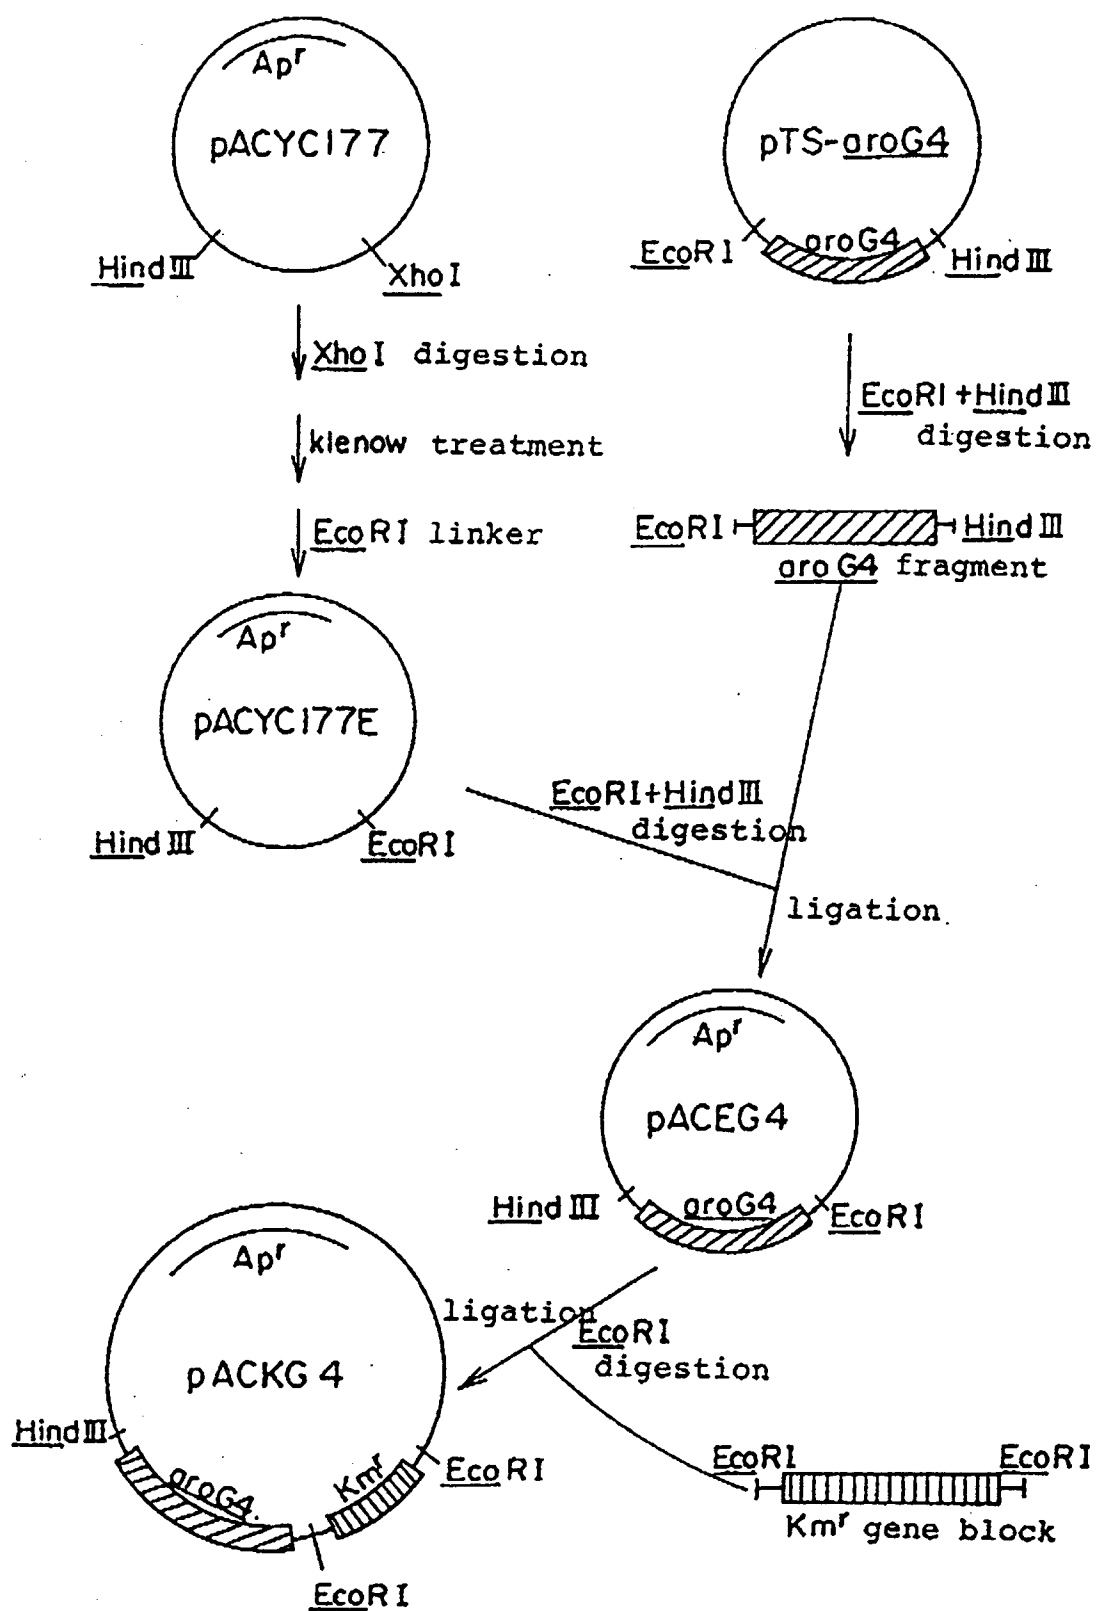 Apr
pACYC177
HindIII
XhoI
pTS-aroG4
aroG4
EcoRI
HindIII
XhoI digestion
klenow treatment
EcoRI linker
EcoRI+HindIII
digestion
EcoRI
HindIII
aroG4 fragment
Apr
pACYC177E
HindIII
EcoRI
EcoRI+HindIII
digestion
ligation
Apr
pACEG4
HindIII
aroG4
EcoRI
ligation
EcoRI
digestion
Apr
pACKG4
HindIII
aroG4
Kmr
EcoRI
EcoRI
EcoRI
EcoRI
Kmr gene block